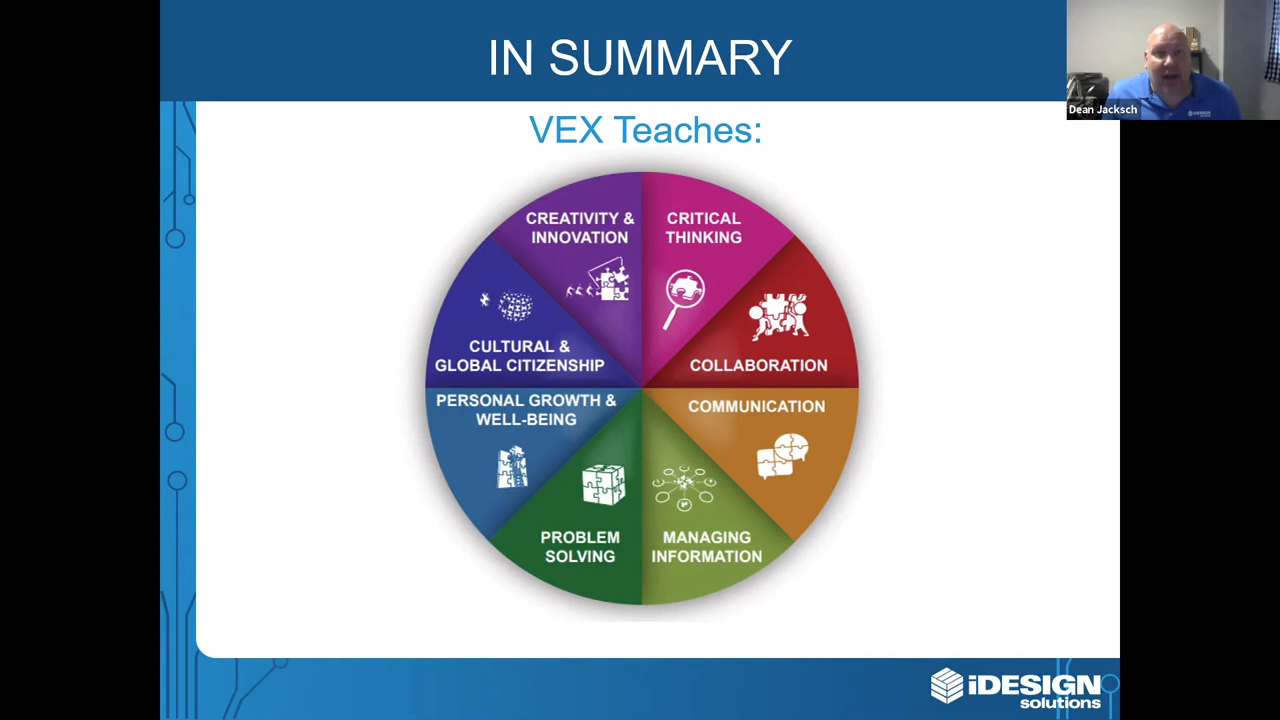 IN SUMMARY
Dean Jacksch
VEX Teaches:
CREATIVITY &
INNOVATION
CRITICAL
THINKING
COLLABORATION
COMMUNICATION
MANAGING
INFORMATION
PROBLEM
SOLVING
PERSONAL GROWTH &
WELL-BEING
CULTURAL &
GLOBAL CITIZENSHIP
iDESIGN
solutions